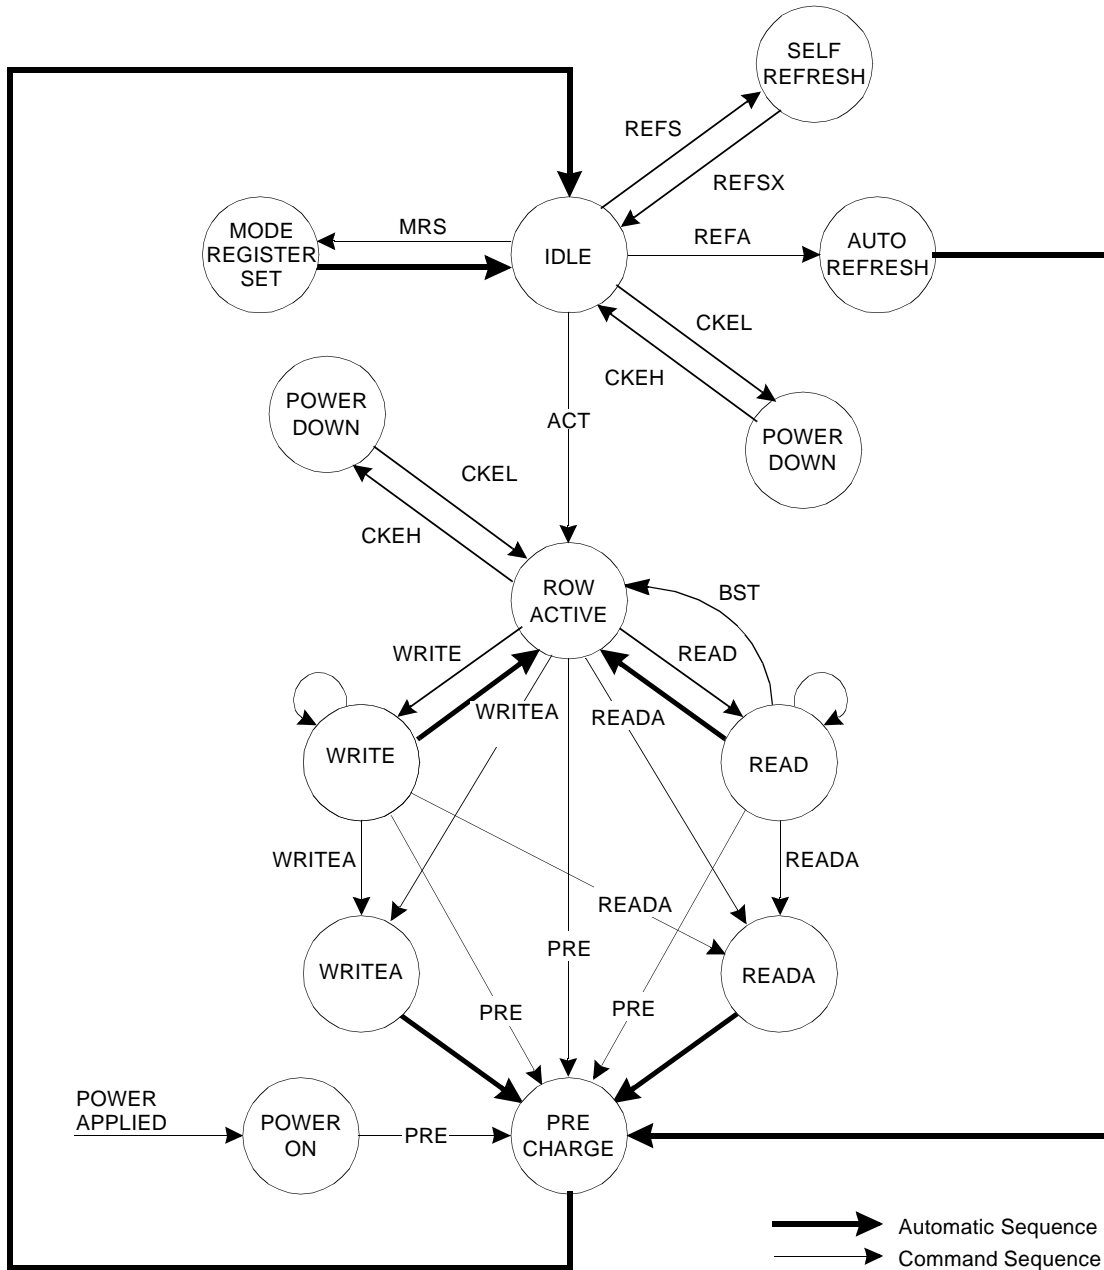 SELF
REFRESH
REFS
REFSX
MODE
REGISTER
SET
MRS
IDLE
REFA
AUTO
REFRESH
CKEL
CKEH
POWER
DOWN
POWER
DOWN
ACT
CKEL
CKEH
ROW
ACTIVE
BST
WRITE
READ
WRITEA
READA
WRITE
READ
WRITEA
READA
READA
PRE
WRITEA
READA
PRE
PRE
POWER
APPLIED
POWER
ON
PRE
PRE
CHARGE
Automatic Sequence
Command Sequence